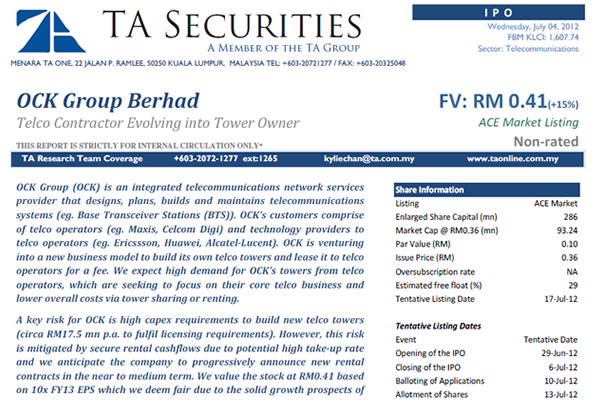 TA SECURITIES
A MEMBER OF THE TA GROUP
MENARA TA ONE, 22 JALAN P. RAMLEE, 50250 KUALA LUMPUR, MALAYSIA TEL: +603-20721277 / FAX: +603-20325048
I P O
Wednesday, July 04, 2012
FBM KLCI: 1,607.74
Sector: Telecommunications
OCK Group Berhad
Telco Contractor Evolving into Tower Owner
FV: RM 0.41(+15%)
ACE Market Listing
Non-rated
THIS REPORT IS STRICTLY FOR INTERNAL CIRCULATION ONLY*
TA Research Team Coverage +603-2072-1277 ext:1265 kyliechan@ta.com.my www.taonline.com.my
OCK Group (OCK) is an integrated telecommunications network services
provider that designs, plans, builds and maintains telecommunications
systems (eg. Base Transceiver Stations (BTS)). OCK's customers comprise
of telco operators (eg. Maxis, Celcom Digi) and technology providers to
telco operators (eg. Ericssson, Huawei, Alcatel-Lucent). OCK is venturing
into a new business model to build its own telco towers and lease it to telco
operators for a fee. We expect high demand for OCK's towers from telco
operators, which are seeking to focus on their core telco business and
lower overall costs via tower sharing or renting.
A key risk for OCK is high capex requirements to build new telco towers
(circa RM17.5 mn p.a. to fulfil licensing requirements). However, this risk
is mitigated by secure rental cashflows due to potential high take-up rate
and we anticipate the company to progressively announce new rental
contracts in the near to medium term. We value the stock at RM0.41 based
on 10x FY13 EPS which we deem fair due to the solid growth prospects of
Share Information
Listing ACE Market
Enlarged Share Capital (mn) 286
Market Cap @ RM0.36 (mn) 93.24
Par Value (RM) 0.10
Issue Price (RM) 0.36
Oversubscription rate NA
Estimated free float (%) 29
Tentative Listing Date 17-Jul-12
Tentative Listing Dates
Event Tentative Date
Opening of the IPO 29-Jun-12
Closing of the IPO 6-Jul-12
Balloting of Applications 10-Jul-12
Allotment of Shares 13-Jul-12